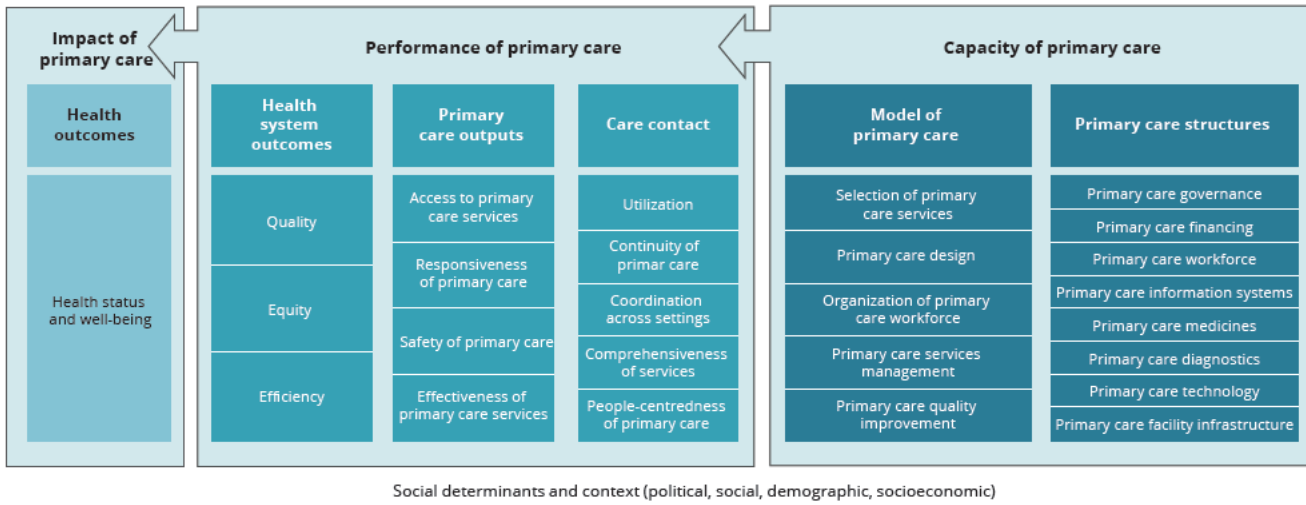 Impact of
primary care
Performance of primary care
Capacity of primary care
Health
outcomes
Health
system
outcomes
Primary
care outputs
Care contact
Model of
primary care
Primary care structures
Health status
and well-being
Quality
Equity
Efficiency
Access to primary
care services
Responsiveness
of primary care
Safety of primary care
Effectiveness of
primary care services
Utilization
Continuity of
primar care
Coordination
across settings
Comprehensiveness
of services
People-centredness
of primary care
Selection of primary
care services
Primary care design
Organization of primary
care workforce
Primary care services
management
Primary care quality
improvement
Primary care governance
Primary care financing
Primary care workforce
Primary care information systems
Primary care medicines
Primary care diagnostics
Primary care technology
Primary care facility infrastructure
Social determinants and context (political, social, demographic, socioeconomic)